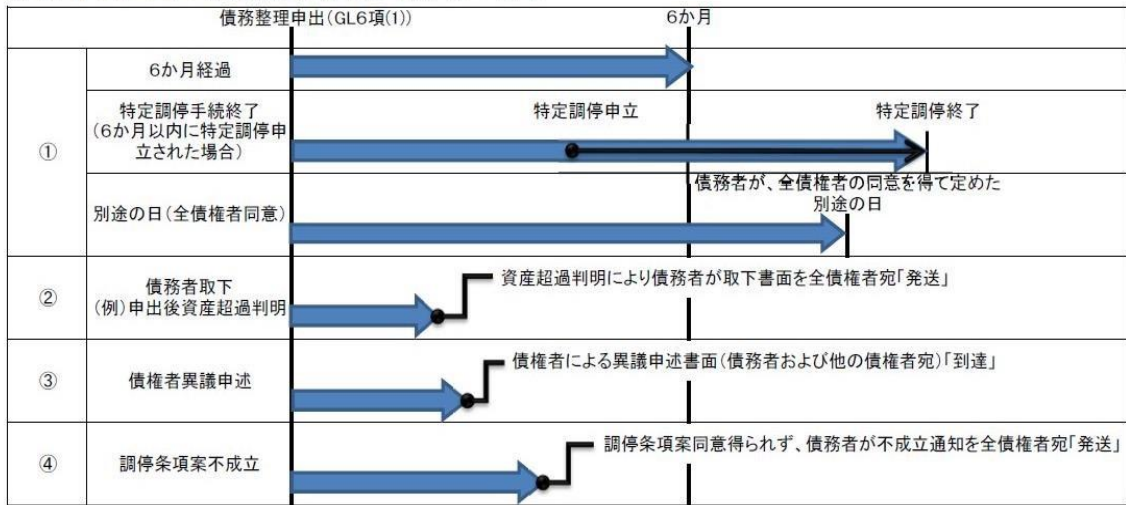 債務整理申出（GL6項(1)）
6か月
①
6か月経過
特定調停手続終了
（6か月以内に特定調停申
立された場合）
特定調停申立
特定調停終了
別途の日（全債権者同意）
債務者が、全債権者の同意を得て定めた
別途の日
②
債務者取下
（例）申出後資産超過判明
資産超過判明により債務者が取下書面を全債権者宛「発送」
③
債権者異議申述
債権者による異議申述書面（債務者および他の債権者宛）「到達」
④
調停条項案不成立
調停条項案同意得られず、債務者が不成立通知を全債権者宛「発送」